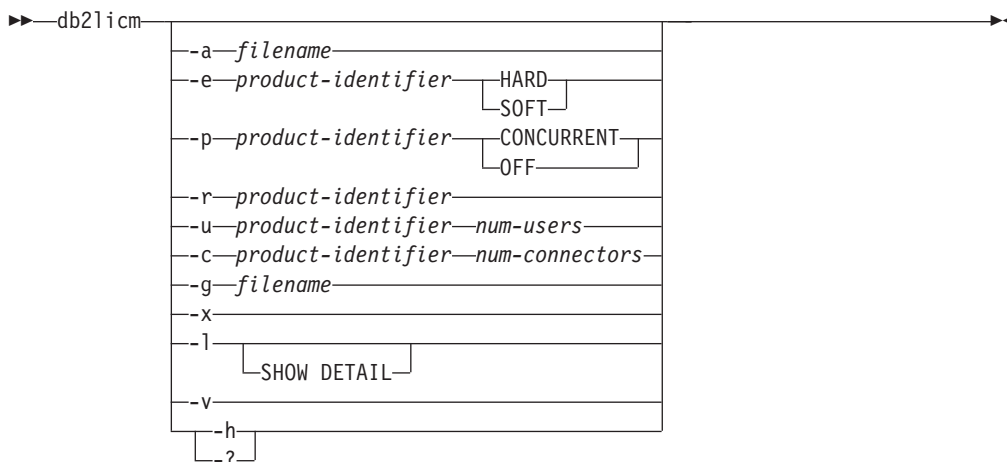 db2licm
-a filename
-e product-identifier HARD
SOFT
-p product-identifier CONCURRENT
OFF
-r product-identifier
-u product-identifier num-users
-c product-identifier num-connectors
-g filename
-x
-l
SHOW DETAIL
-v
-h
-?